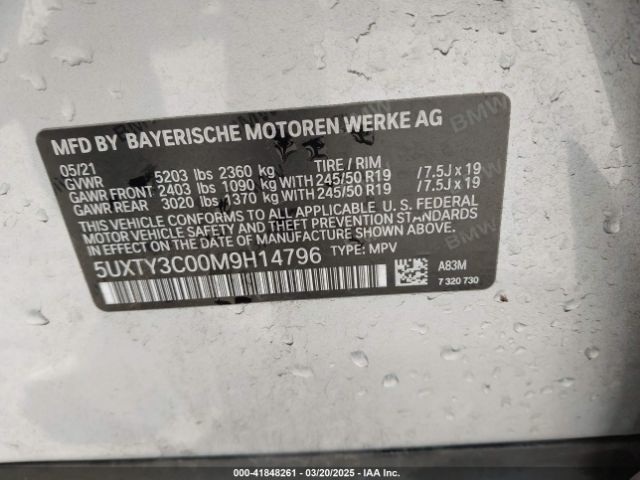 MFD BY BAYERISCHE MOTOREN WERKE AG
05/21
GVWR 5203 lbs 2360 kg TIRE / RIM
GAWR FRONT 2403 lbs 1090 kg WITH 245/50 R19 /7.5J x 19
GAWR REAR 3020 lbs 1370 kg WITH 245/50 R19 /7.5J x 19
THIS VEHICLE CONFORMS TO ALL APPLICABLE U. S. FEDERAL
MOTOR VEHICLE SAFETY AND THEFT PREVENTION STANDARDS
IN EFFECT ON THE DATE OF MANUFACTURE SHOWN ABOVE.
5UXTY3C00M9H14796 TYPE: MPV
A83M
7 320 730
BMW
BMW
BMW
000-41848261 - 03/20/2025 - IAA Inc.